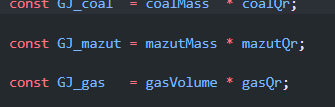 const GJ_coal  = coalMass  * coalQr;
const GJ_mazut = mazutMass * mazutQr;
const GJ_gas   = gasVolume * gasQr;